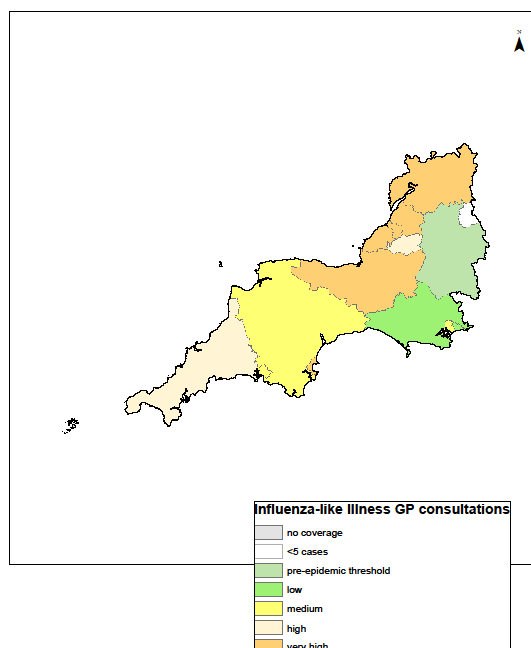 N
Influenza-like Illness GP consultations
no coverage
<5 cases
pre-epidemic threshold
low
medium
high
very high